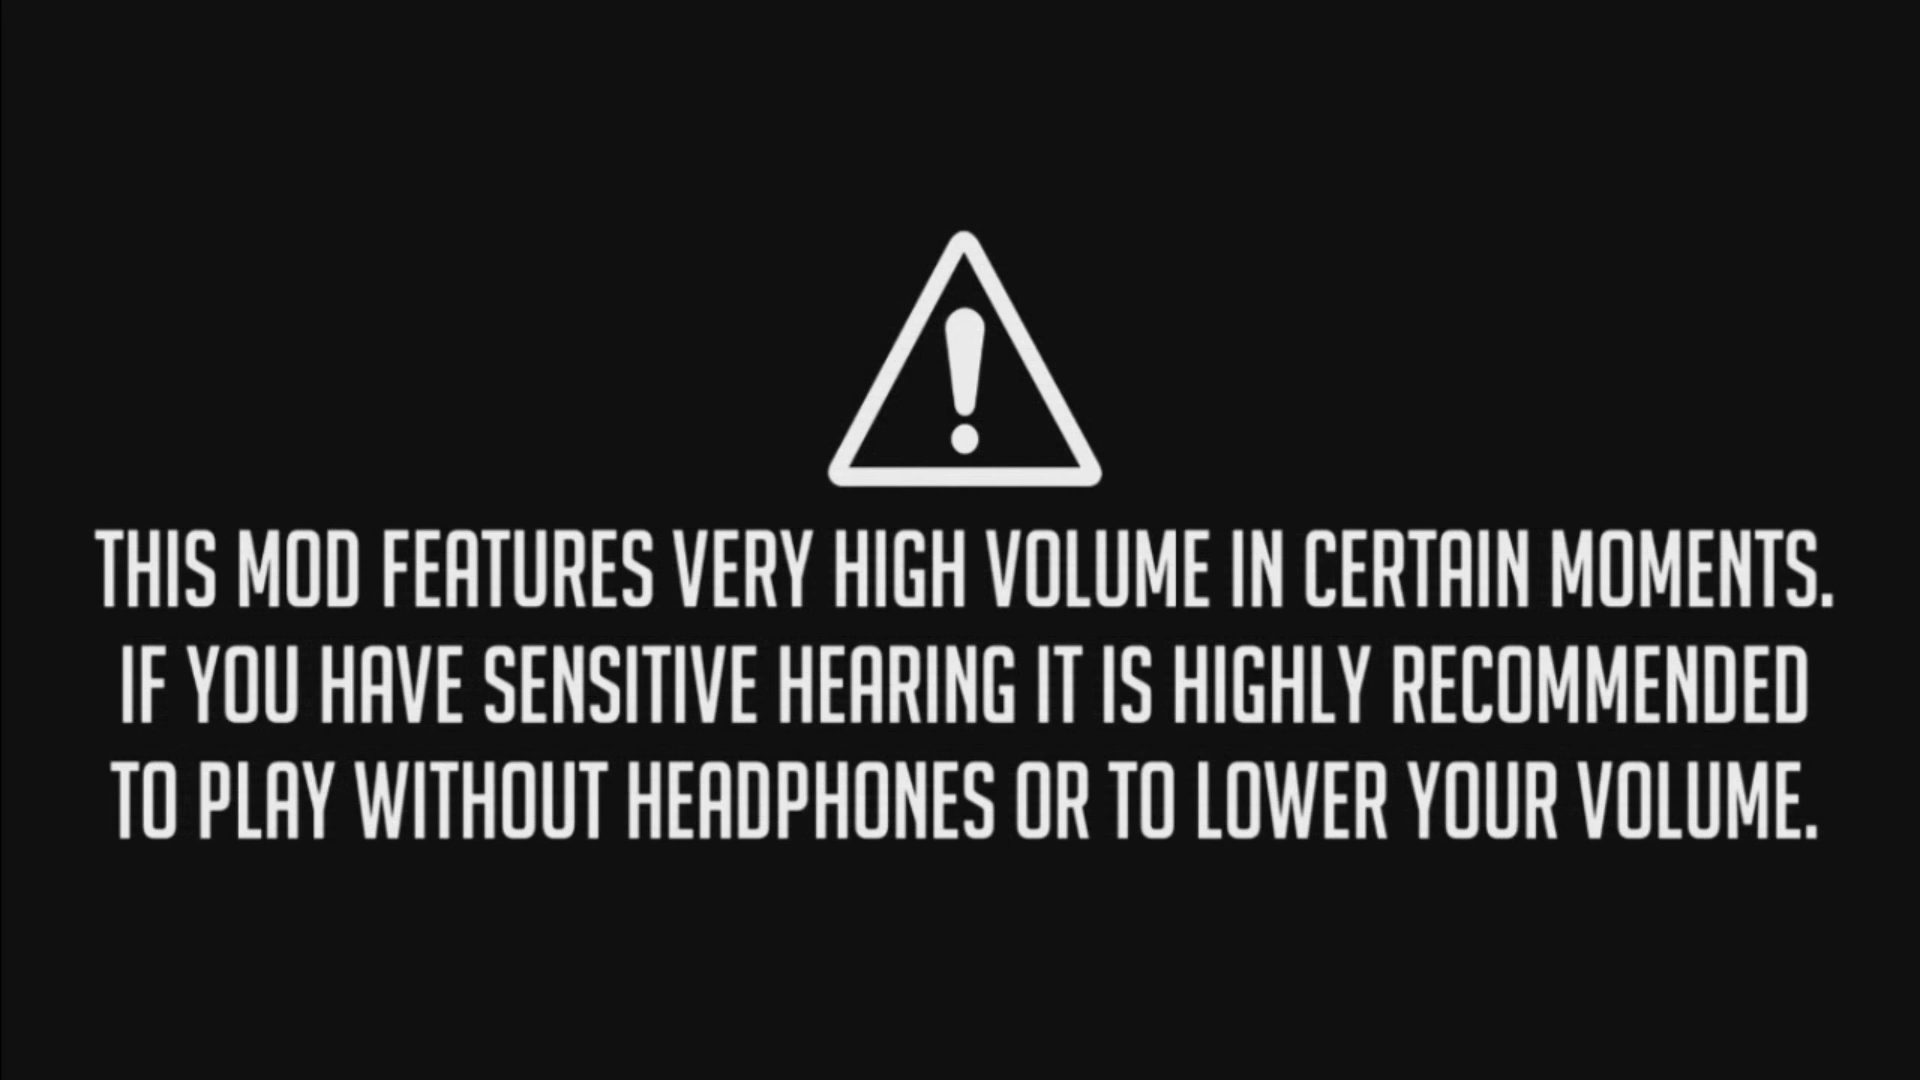 THIS MOD FEATURES VERY HIGH VOLUME IN CERTAIN MOMENTS.
IF YOU HAVE SENSITIVE HEARING IT IS HIGHLY RECOMMENDED
TO PLAY WITHOUT HEADPHONES OR TO LOWER YOUR VOLUME.